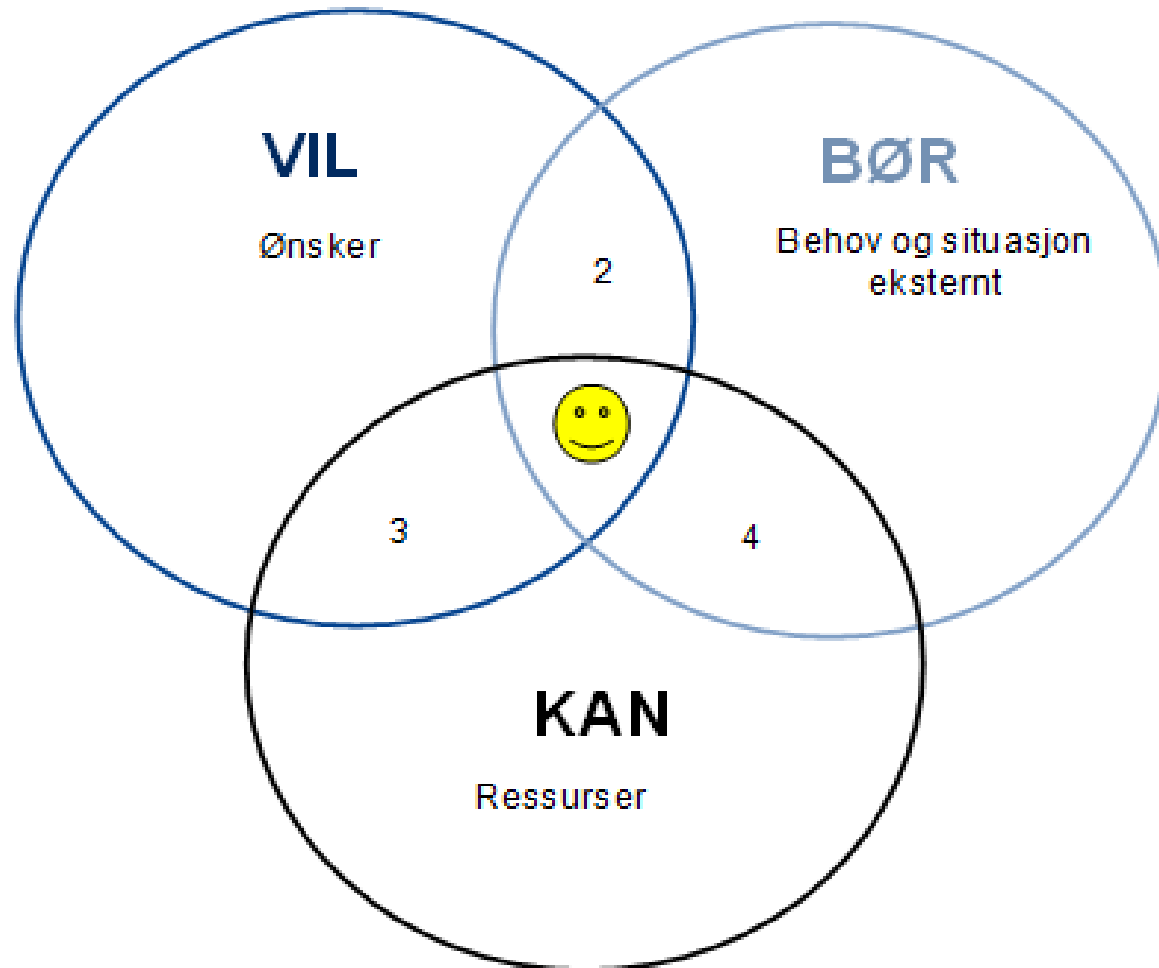 VIL
Ønsker
BØR
Behov og situasjon
eksternt
2
3
4
KAN
Ressurser